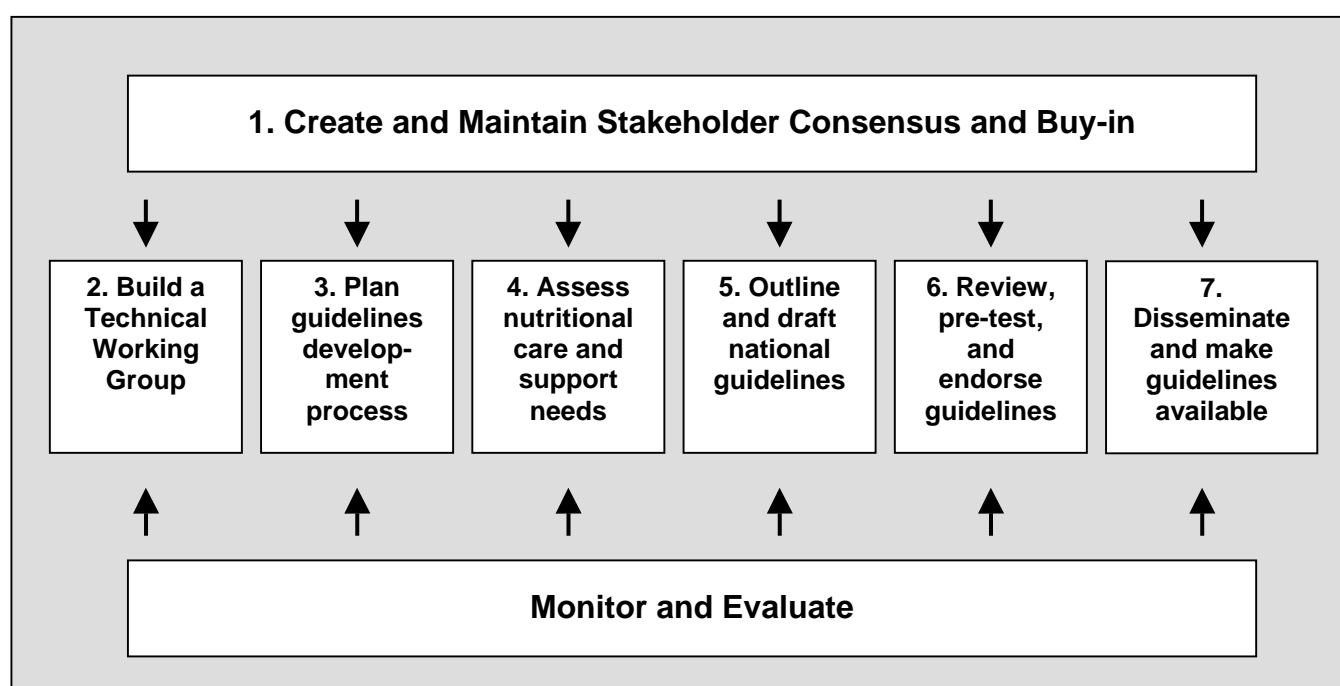 1. Create and Maintain Stakeholder Consensus and Buy-in
2. Build a
Technical
Working
Group
3. Plan
guidelines
develop-
ment
process
4. Assess
nutritional
care and
support
needs
5. Outline
and draft
national
guidelines
6. Review,
pre-test,
and
endorse
guidelines
7.
Disseminate
and make
guidelines
available
Monitor and Evaluate